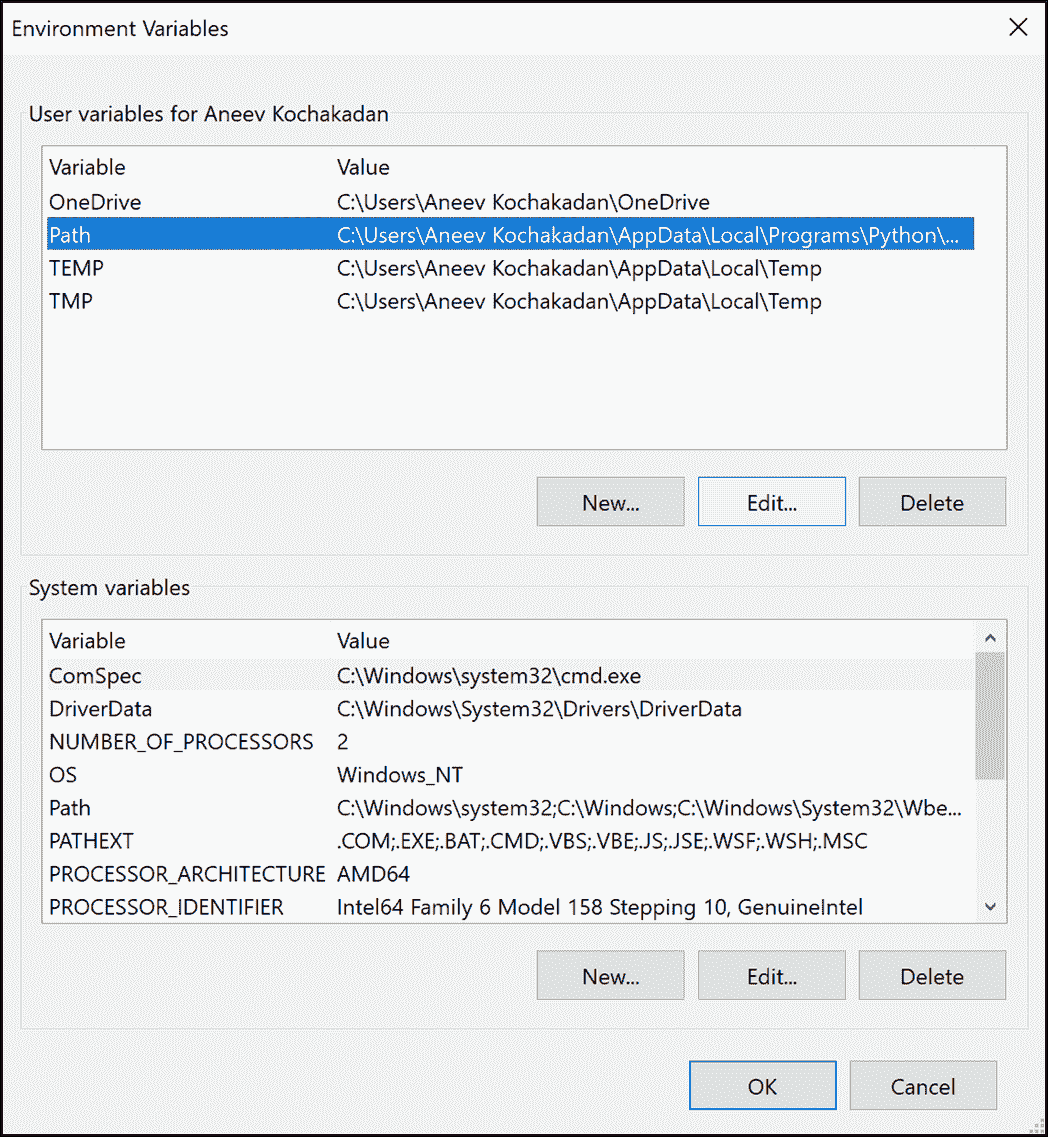 Environment Variables
User variables for Aneev Kochakadan
Variable Value
OneDrive C:\Users\Aneev Kochakadan\OneDrive
Path C:\Users\Aneev Kochakadan\AppData\Local\Programs\Python\...
TEMP C:\Users\Aneev Kochakadan\AppData\Local\Temp
TMP C:\Users\Aneev Kochakadan\AppData\Local\Temp
New... Edit... Delete
System variables
Variable Value
ComSpec C:\Windows\system32\cmd.exe
DriverData C:\Windows\System32\Drivers\DriverData
NUMBER_OF_PROCESSORS 2
OS Windows_NT
Path C:\Windows\system32;C:\Windows;C:\Windows\System32\Wbe...
PATHEXT .COM;.EXE;.BAT;.CMD;.VBS;.VBE;.JS;.JSE;.WSF;.WSH;.MSC
PROCESSOR_ARCHITECTURE AMD64
PROCESSOR_IDENTIFIER Intel64 Family 6 Model 158 Stepping 10, GenuineIntel
New... Edit... Delete
OK Cancel